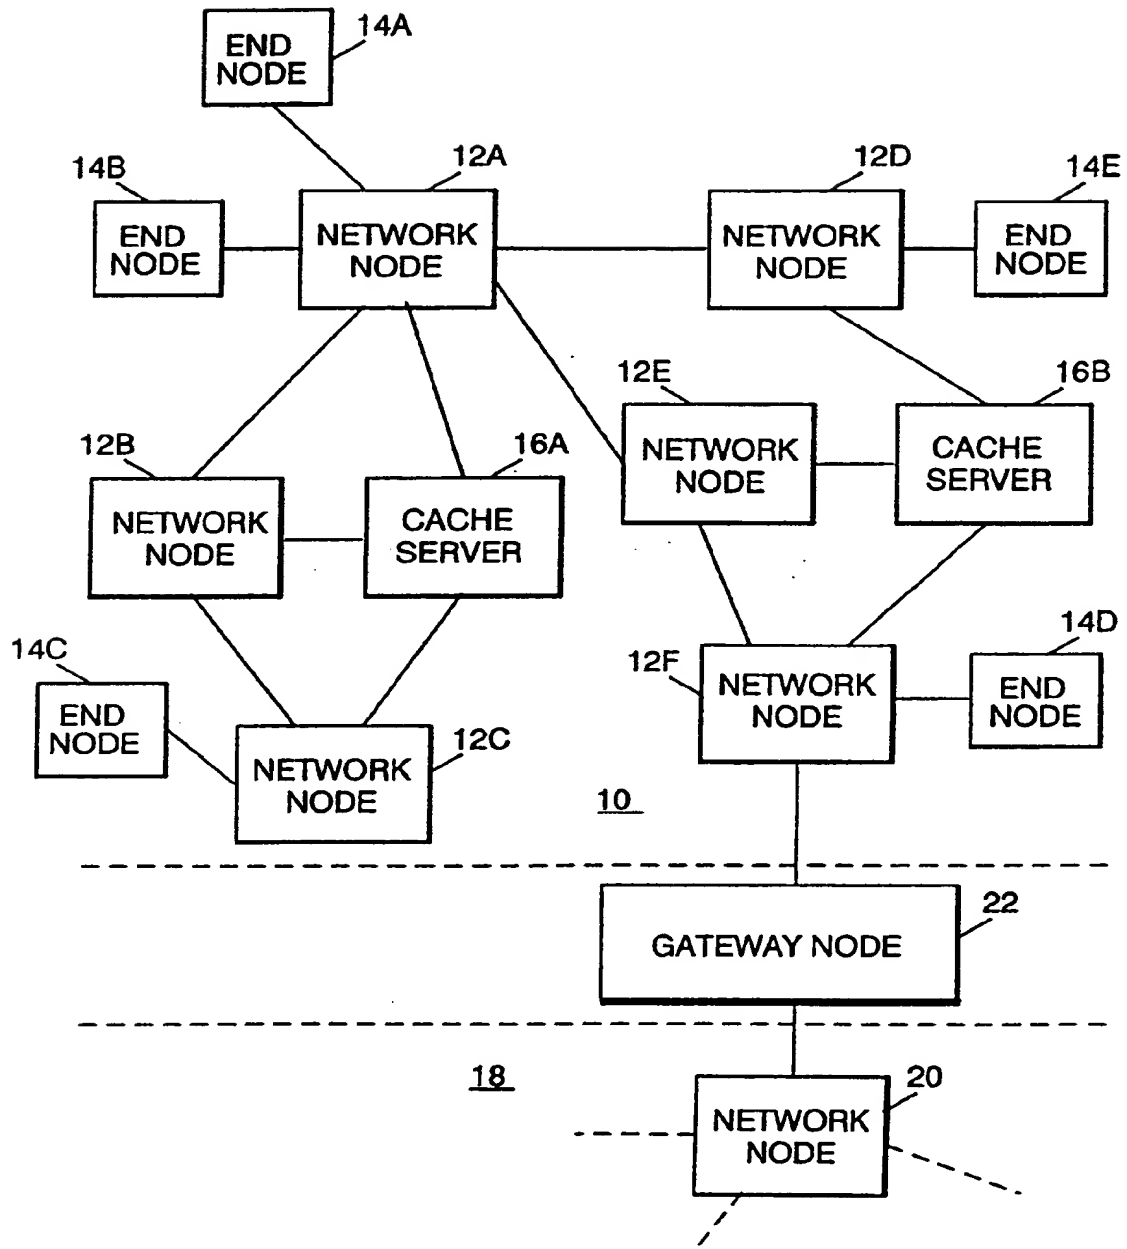 14A
END
NODE
14B
12A
12D
14E
END
NODE
NETWORK
NODE
NETWORK
NODE
END
NODE
12E
16B
12B
16A
NETWORK
NODE
CACHE
SERVER
NETWORK
NODE
CACHE
SERVER
14C
12F
14D
END
NODE
NETWORK
NODE
END
NODE
12C
NETWORK
NODE
10
22
GATEWAY NODE
18
20
NETWORK
NODE